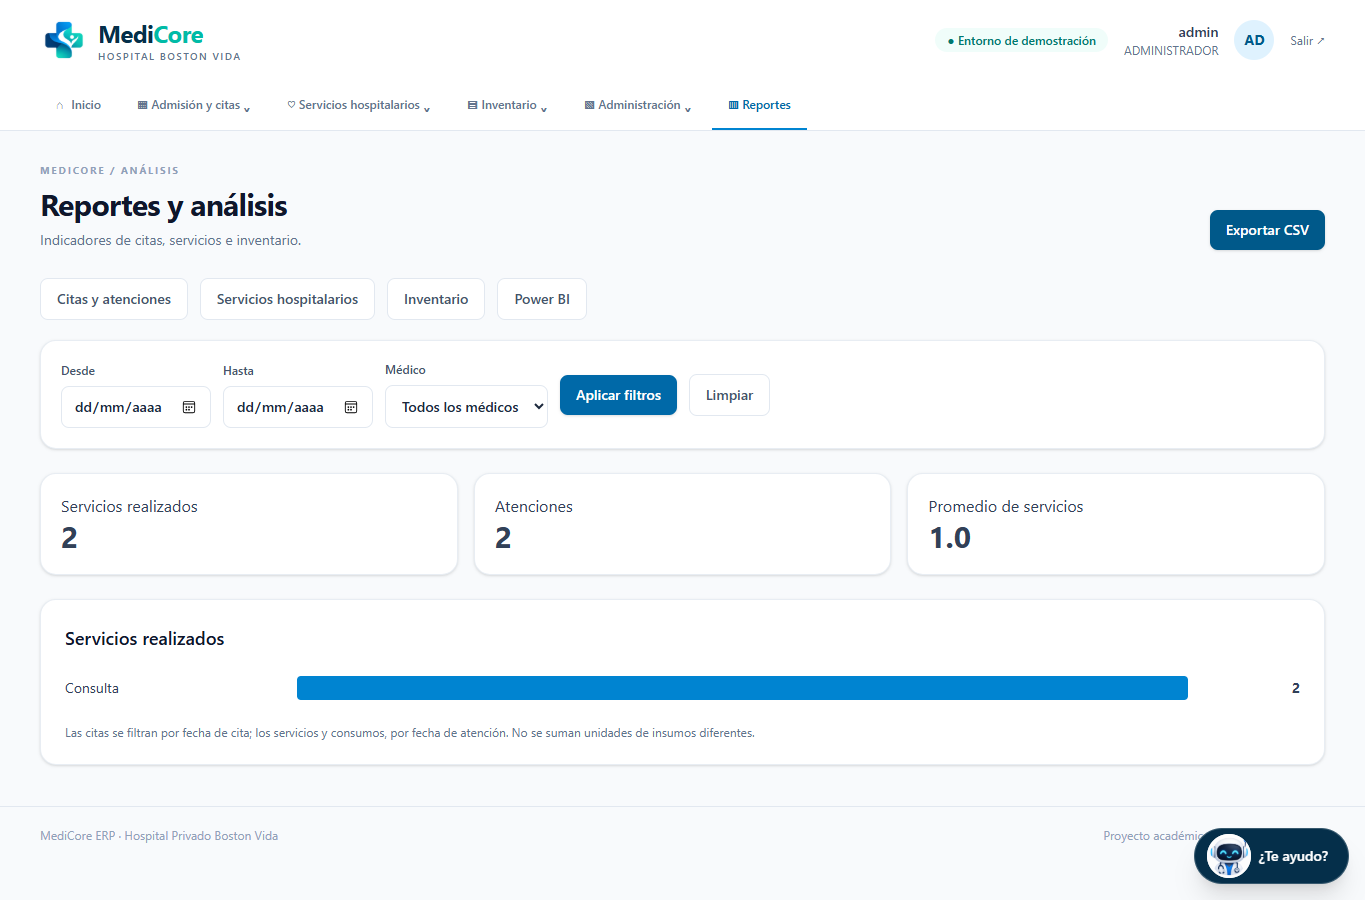 MediCore
HOSPITAL BOSTON VIDA
● Entorno de demostración
admin
ADMINISTRADOR
AD
Salir ↗
Inicio
Admisión y citas
Servicios hospitalarios
Inventario
Administración
Reportes
MEDICORE / ANÁLISIS
Reportes y análisis
Indicadores de citas, servicios e inventario.
Exportar CSV
Citas y atenciones
Servicios hospitalarios
Inventario
Power BI
Desde
Hasta
Médico
dd/mm/aaaa
dd/mm/aaaa
Todos los médicos
Aplicar filtros
Limpiar
Servicios realizados
2
Atenciones
2
Promedio de servicios
1.0
Servicios realizados
Consulta
2
Las citas se filtran por fecha de cita; los servicios y consumos, por fecha de atención. No se suman unidades de insumos diferentes.
MediCore ERP · Hospital Privado Boston Vida
Proyecto
¿Te ayudo?